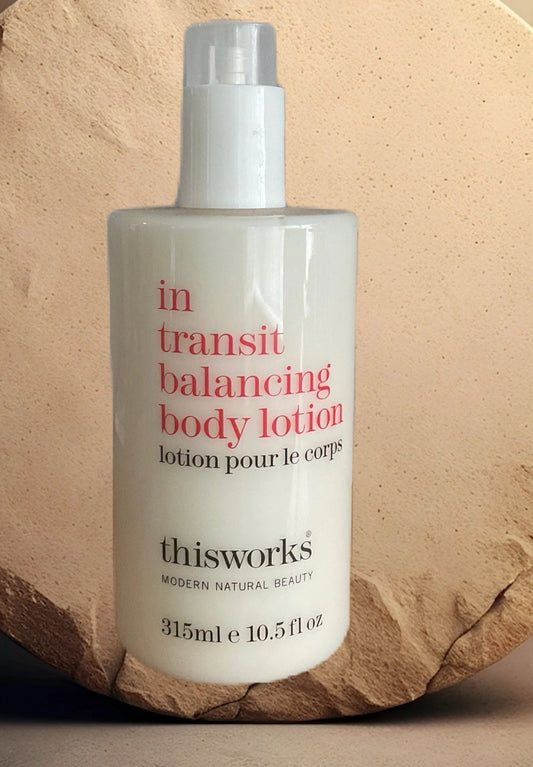 in
transit
balancing
body lotion
lotion pour le corps
thisworks®
MODERN NATURAL BEAUTY
315ml e 10.5 fl oz